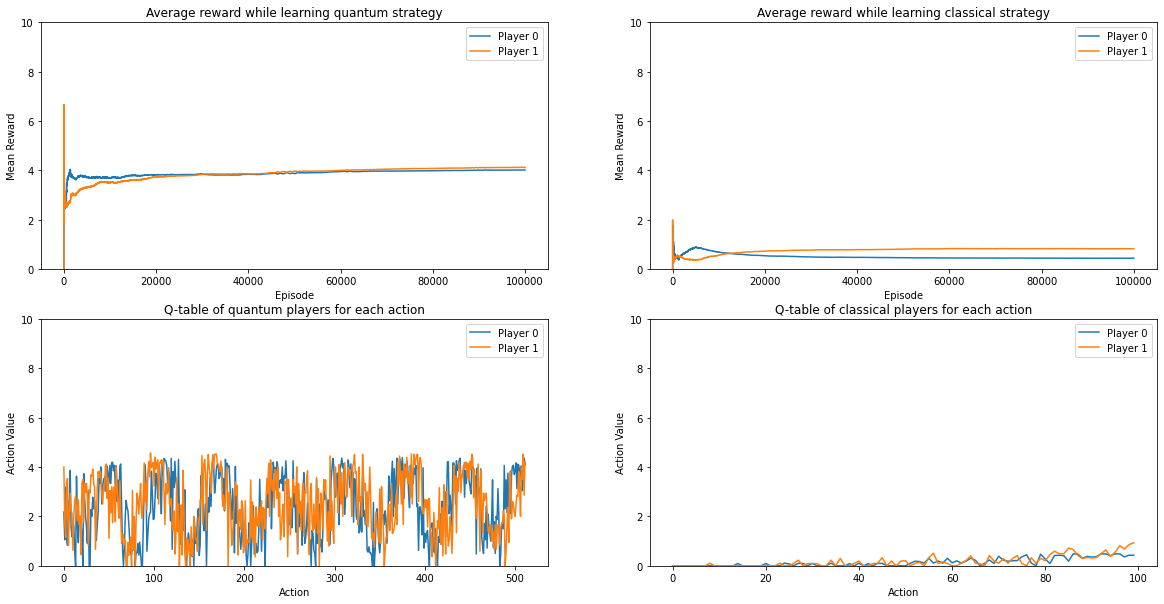 Average reward while learning quantum strategy
10
8
6
4
2
0
Mean Reward
Player 0
Player 1
0
20000
40000
60000
80000
100000
Episode
Average reward while learning classical strategy
10
8
6
4
2
0
Mean Reward
Player 0
Player 1
0
20000
40000
60000
80000
100000
Episode
Q-table of quantum players for each action
10
8
6
4
2
0
Action Value
Player 0
Player 1
0
100
200
300
400
500
Action
Q-table of classical players for each action
10
8
6
4
2
0
Action Value
Player 0
Player 1
0
20
40
60
80
100
Action